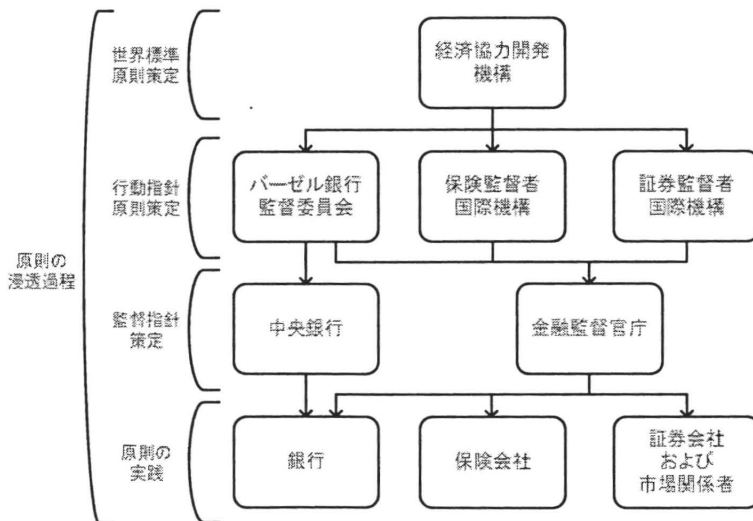 世界標準
原則策定
経済協力開発
機構
行動指針
原則策定
バーゼル銀行
監督委員会
保険監督者
国際機構
証券監督者
国際機構
原則の
浸透過程
監督指針
策定
中央銀行
金融監督官庁
原則の
実践
銀行
保険会社
証券会社
および
市場関係者